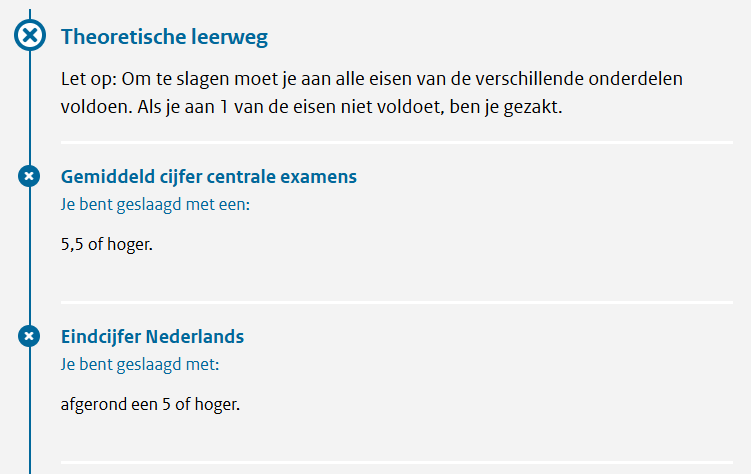 Theoretische leerweg
Let op: Om te slagen moet je aan alle eisen van de verschillende onderdelen
voldoen. Als je aan 1 van de eisen niet voldoet, ben je gezakt.
Gemiddeld cijfer centrale examens
Je bent geslaagd met een:
5,5 of hoger.
Eindcijfer Nederlands
Je bent geslaagd met:
afgerond een 5 of hoger.